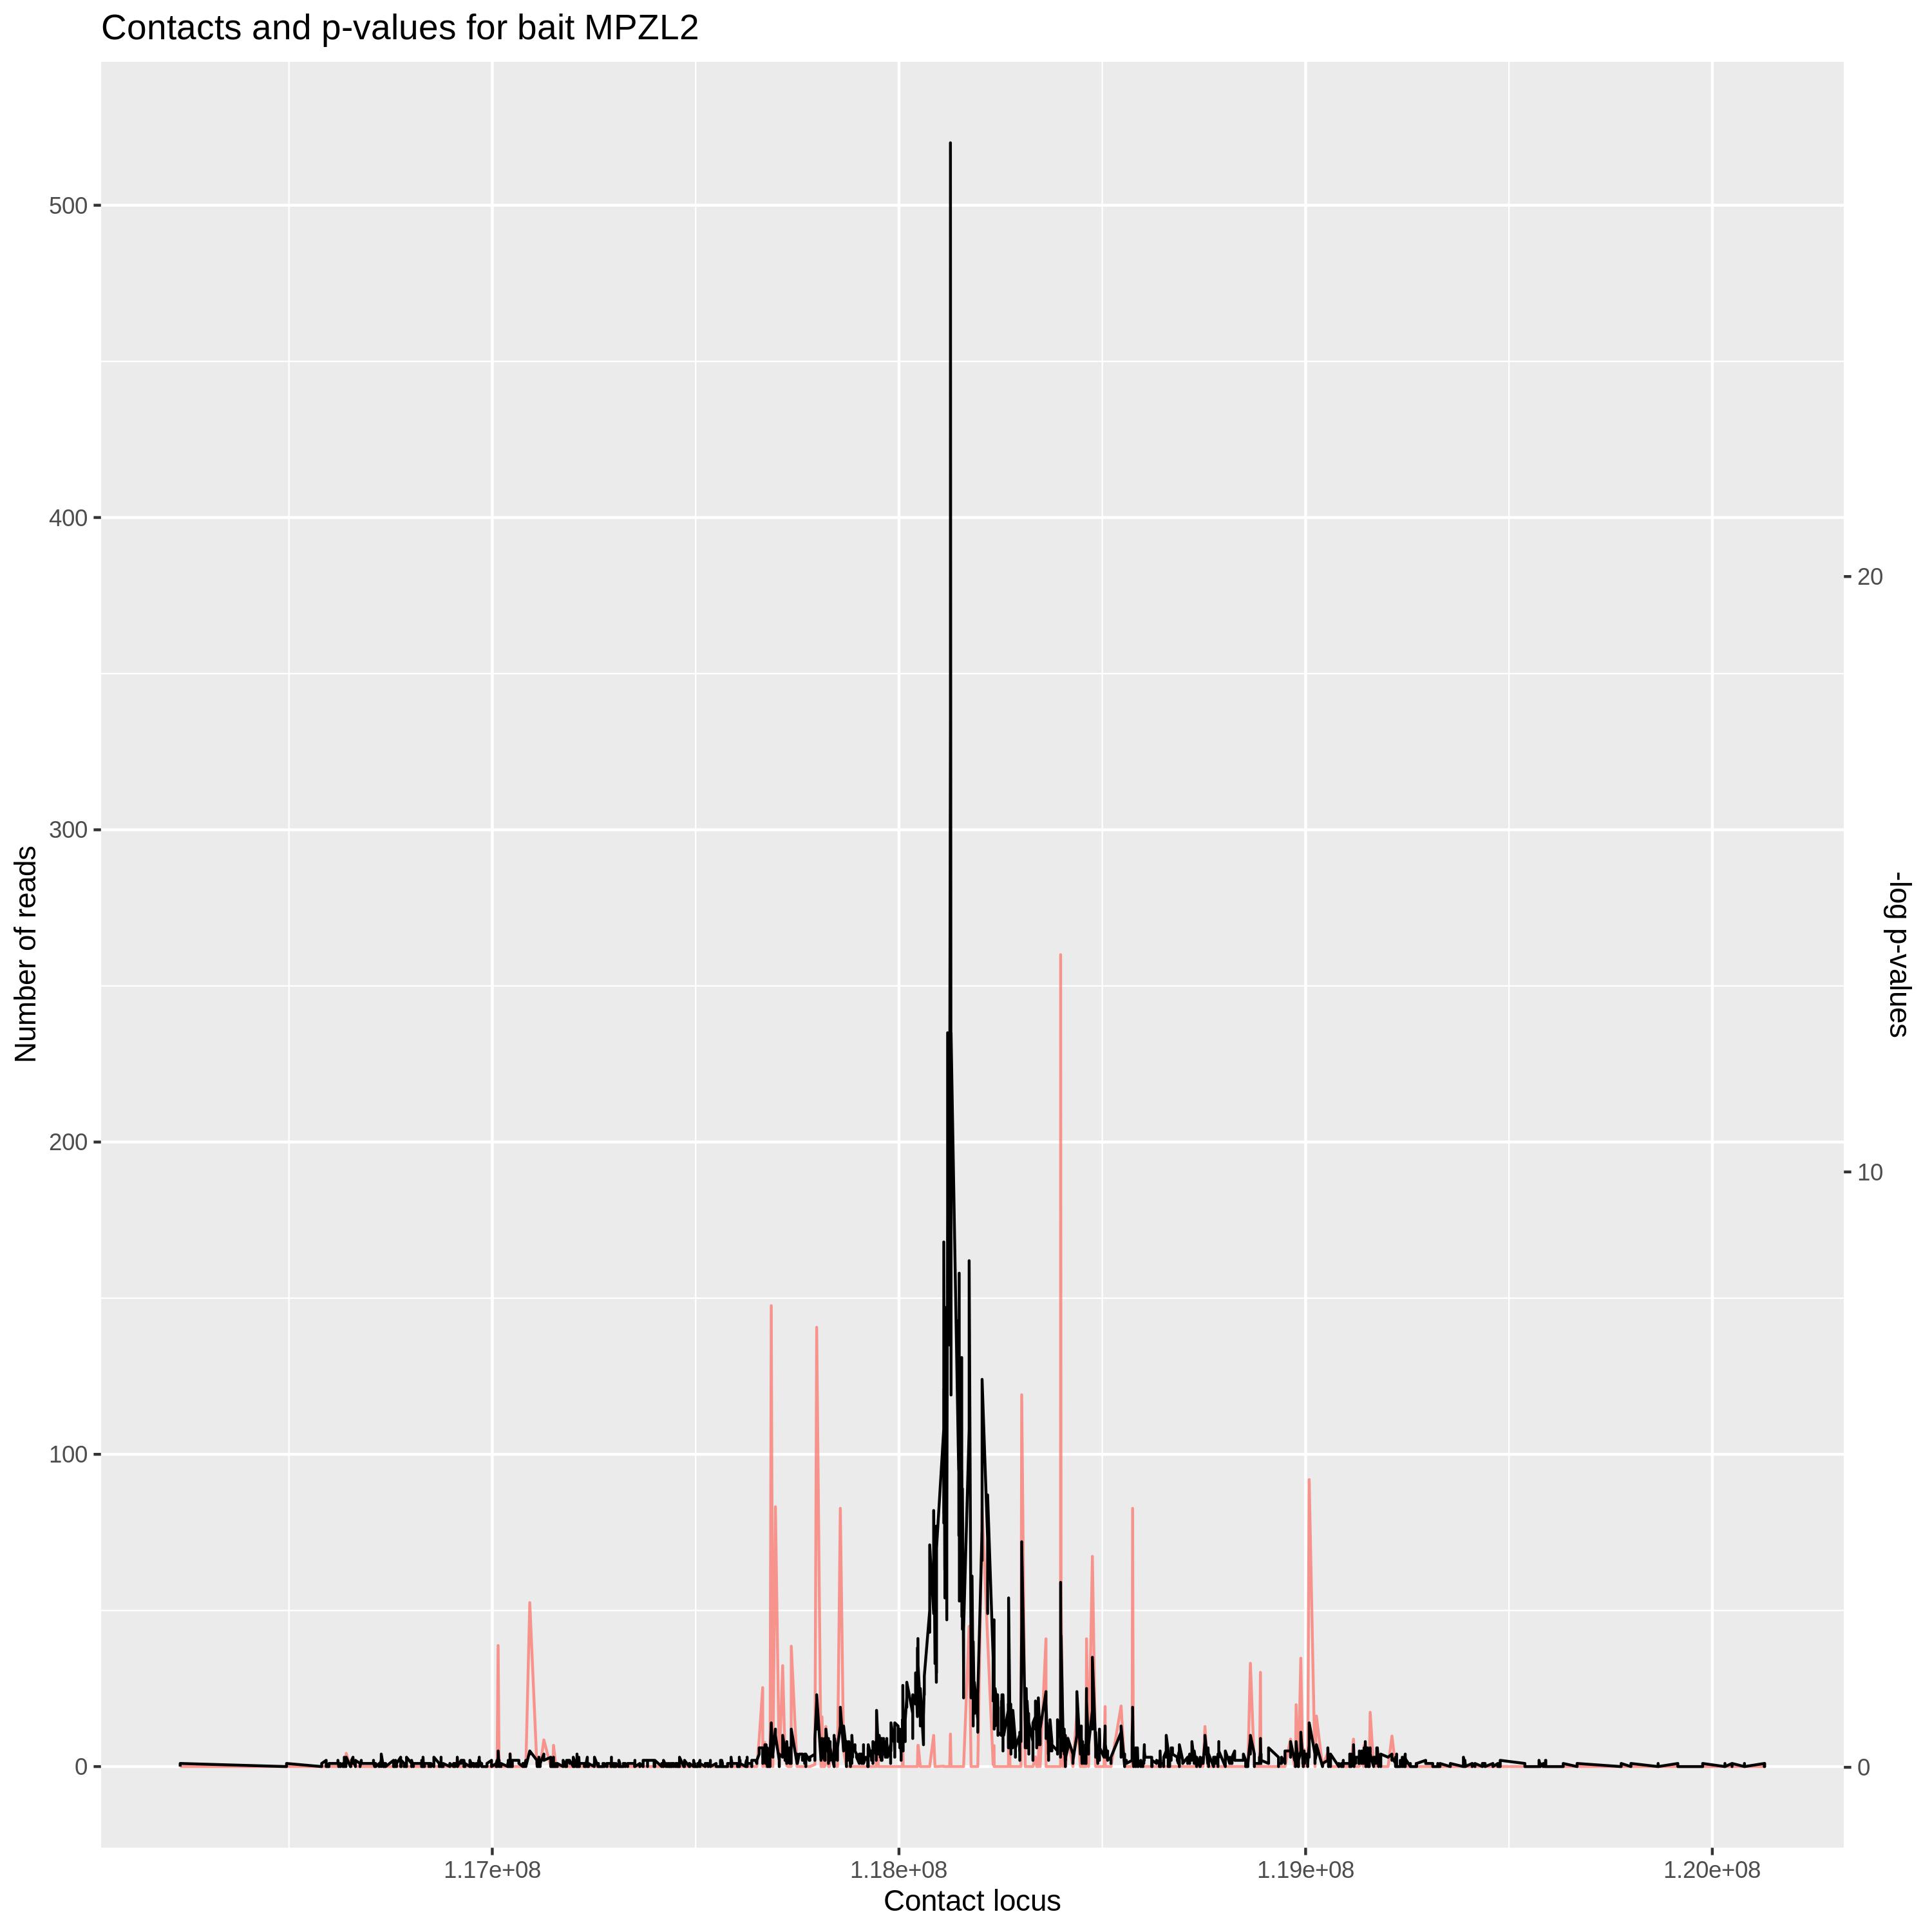 Contacts and p-values for bait MPZL2
500
400
300
200
100
0
Number of reads
20
10
0
-log p-values
1.17e+08
1.18e+08
1.19e+08
1.20e+08
Contact locus